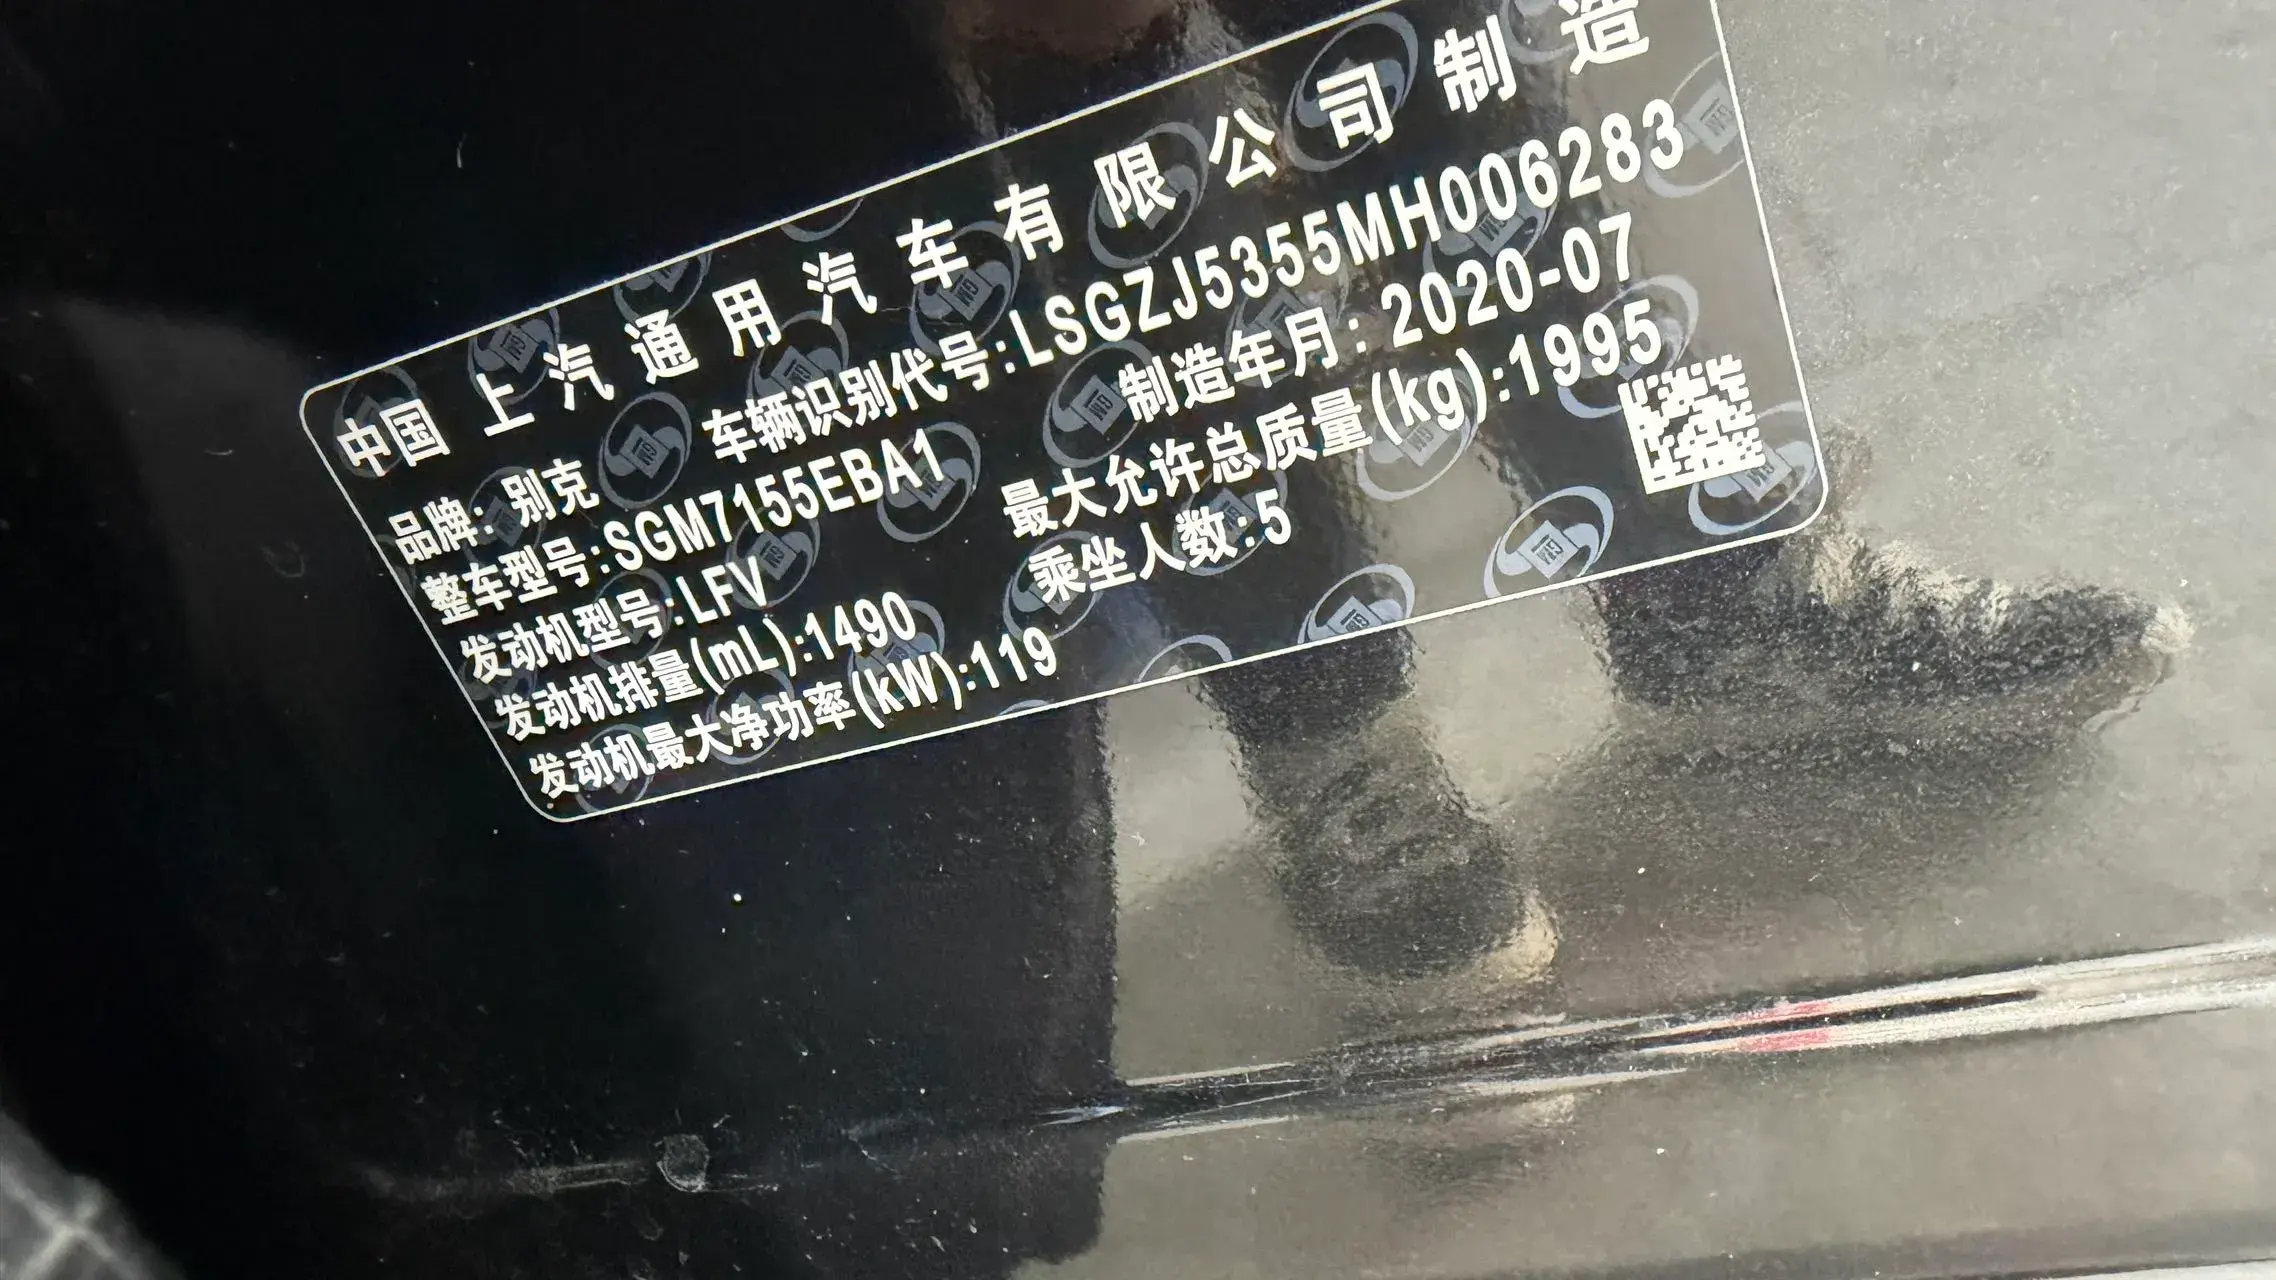 中国上汽通用汽车有限公司制造
品牌：别克
车辆识别代号:LSGZJ5355MH006283
整车型号:SGM7155EBA1
制造年月：2020-07
发动机型号:LFV
最大允许总质量(kg):1995
发动机排量(mL):1490
乘坐人数:5
发动机最大净功率(kW):119